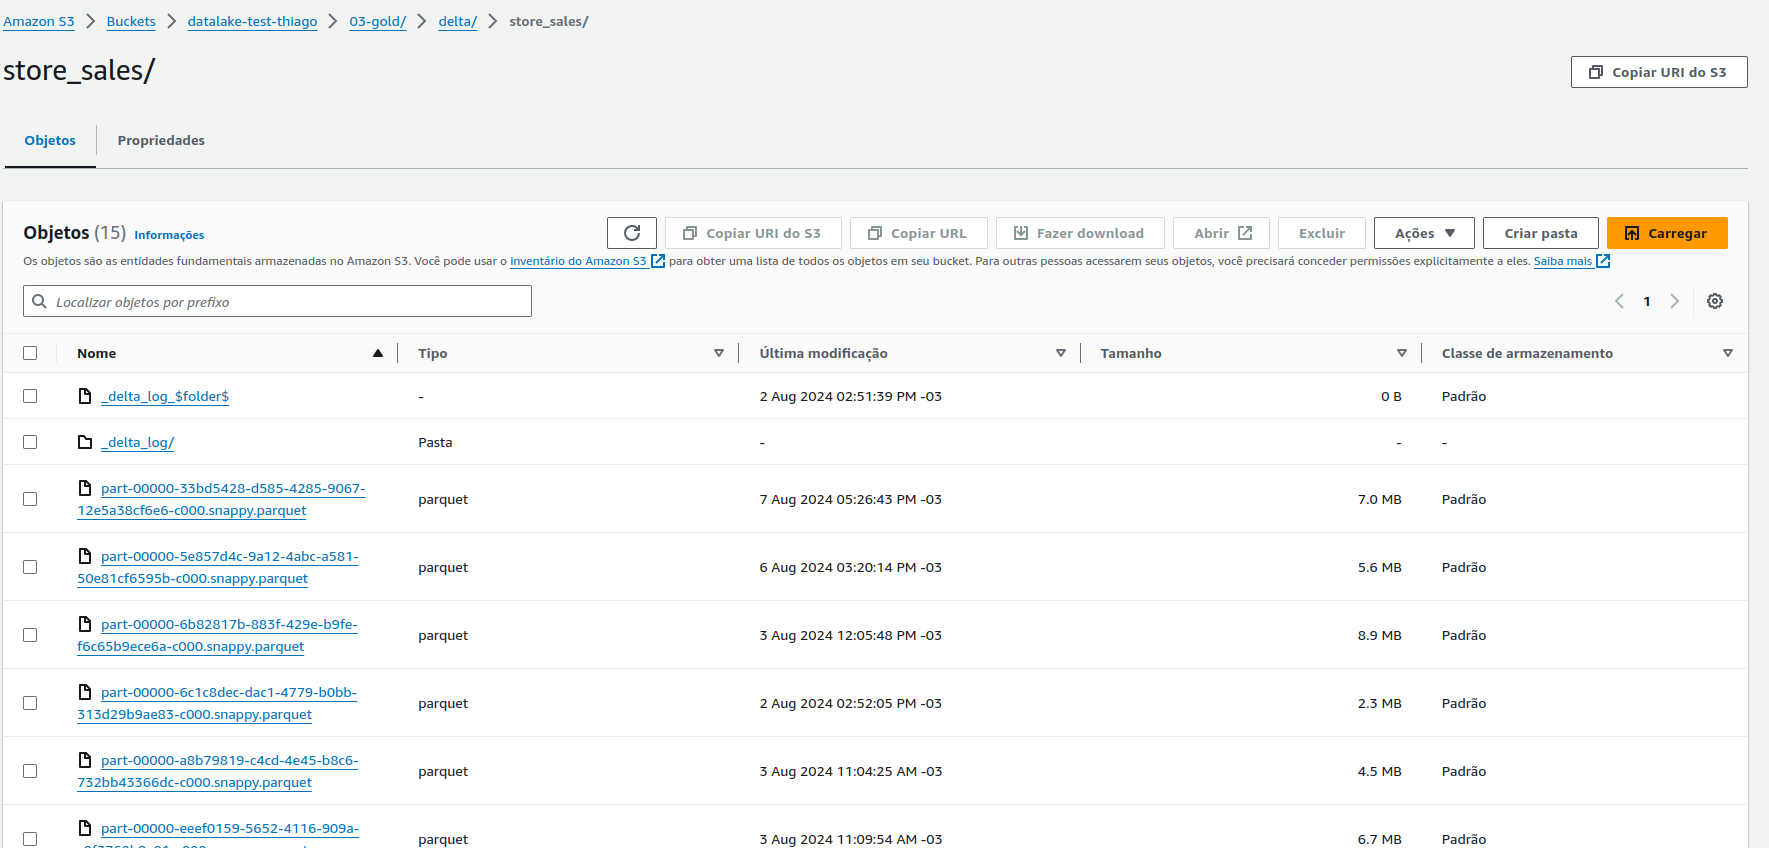 Amazon S3 > Buckets > datalake-test-thiago > 03-gold/ > delta/ > store_sales/
store_sales/
Copiar URI do S3
Objetos Propriedades
Objetos (15) Informações
Copiar URI do S3 Copiar URL Fazer download Abrir Excluir Ações Criar pasta Carregar
Os objetos são as entidades fundamentais armazenadas no Amazon S3. Você pode usar o inventário do Amazon S3 para obter uma lista de todos os objetos em seu bucket. Para outras pessoas acessarem seus objetos, você precisará conceder permissões explicitamente a eles. Saiba mais
Localizar objetos por prefixo
1
Nome Tipo Última modificação Tamanho Classe de armazenamento
_delta_log_$folder$ - 2 Aug 2024 02:51:39 PM -03 0 B Padrão
_delta_log/ Pasta - - -
part-00000-33bd5428-d585-4285-9067-
12e5a38cf6e6-c000.snappy.parquet
parquet 7 Aug 2024 05:26:43 PM -03 7.0 MB Padrão
part-00000-5e857d4c-9a12-4abc-a581-
50e81cf6595b-c000.snappy.parquet
parquet 6 Aug 2024 03:20:14 PM -03 5.6 MB Padrão
part-00000-6b82817b-883f-429e-b9fe-
f6c65b9ece6a-c000.snappy.parquet
parquet 3 Aug 2024 12:05:48 PM -03 8.9 MB Padrão
part-00000-6c1c8dec-dac1-4779-b0bb-
313d29b9ae83-c000.snappy.parquet
parquet 2 Aug 2024 02:52:05 PM -03 2.3 MB Padrão
part-00000-a8b79819-c4cd-4e45-b8c6-
732bb43366dc-c000.snappy.parquet
parquet 3 Aug 2024 11:04:25 AM -03 4.5 MB Padrão
part-00000-eeef0159-5652-4116-909a-
parquet 3 Aug 2024 11:09:54 AM -03 6.7 MB Padrão